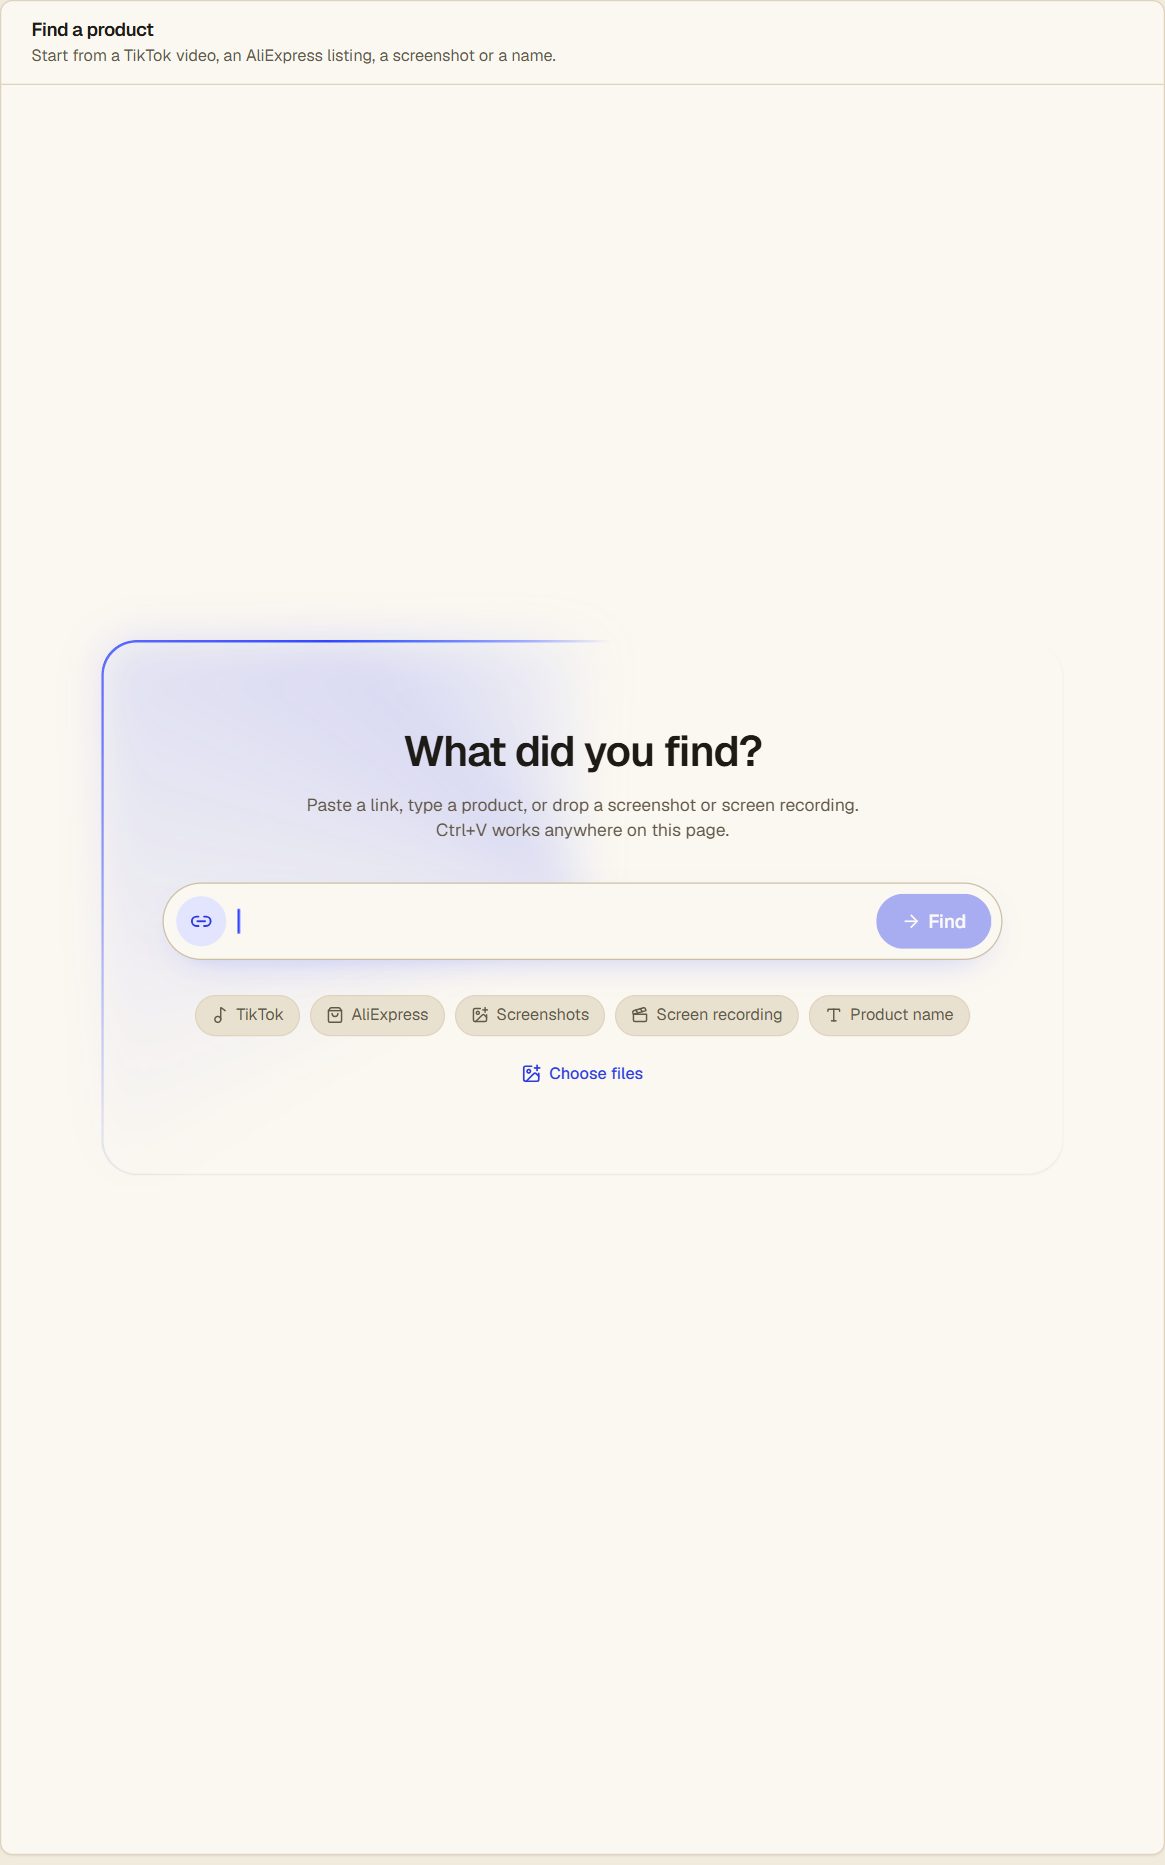 Find a product
Start from a TikTok video, an AliExpress listing, a screenshot or a name.
What did you find?
Paste a link, type a product, or drop a screenshot or screen recording.
Ctrl+V works anywhere on this page.
Find
TikTok
AliExpress
Screenshots
Screen recording
Product name
Choose files